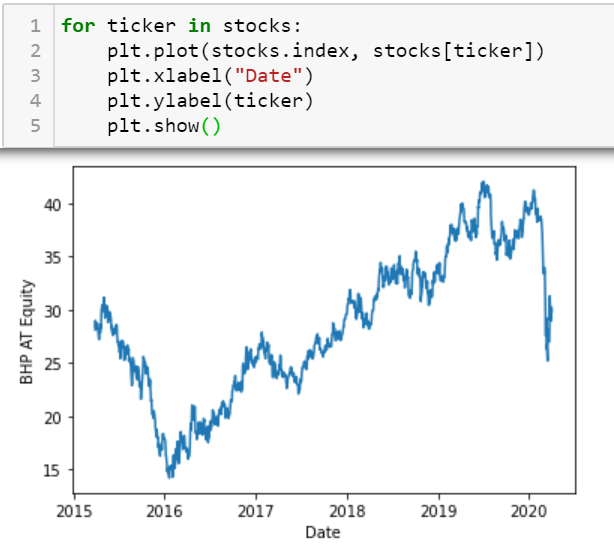 1 for ticker in stocks:
2 plt.plot(stocks.index, stocks[ticker])
3 plt.xlabel("Date")
4 plt.ylabel(ticker)
5 plt.show()
40
35
30
25
20
15
BHP AT Equity
2015 2016 2017 2018 2019 2020
Date